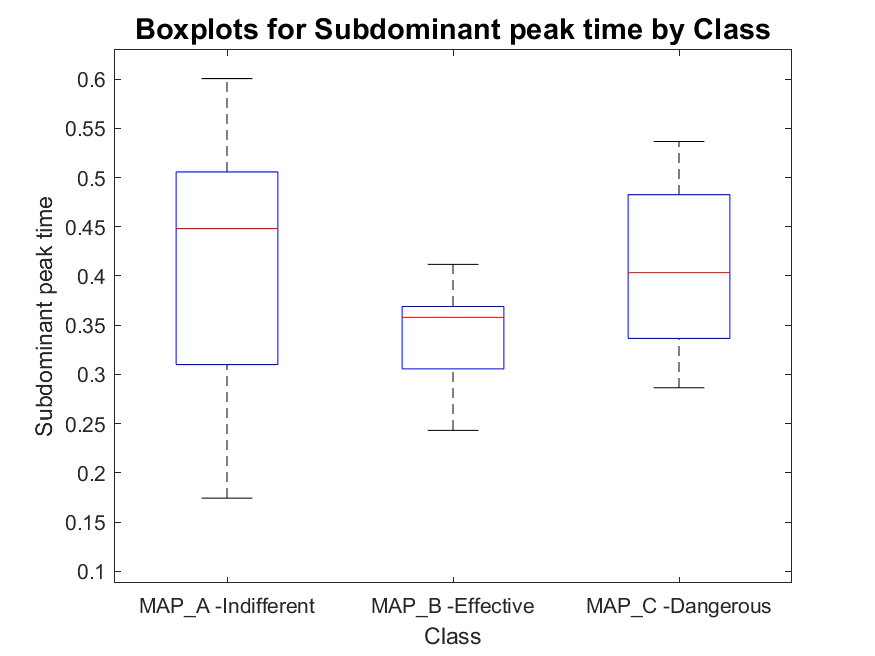 Boxplots for Subdominant peak time by Class
0.6
0.55
0.5
0.45
0.4
0.35
0.3
0.25
0.2
0.15
0.1
Subdominant peak time
MAP_A -Indifferent
MAP_B -Effective
MAP_C -Dangerous
Class